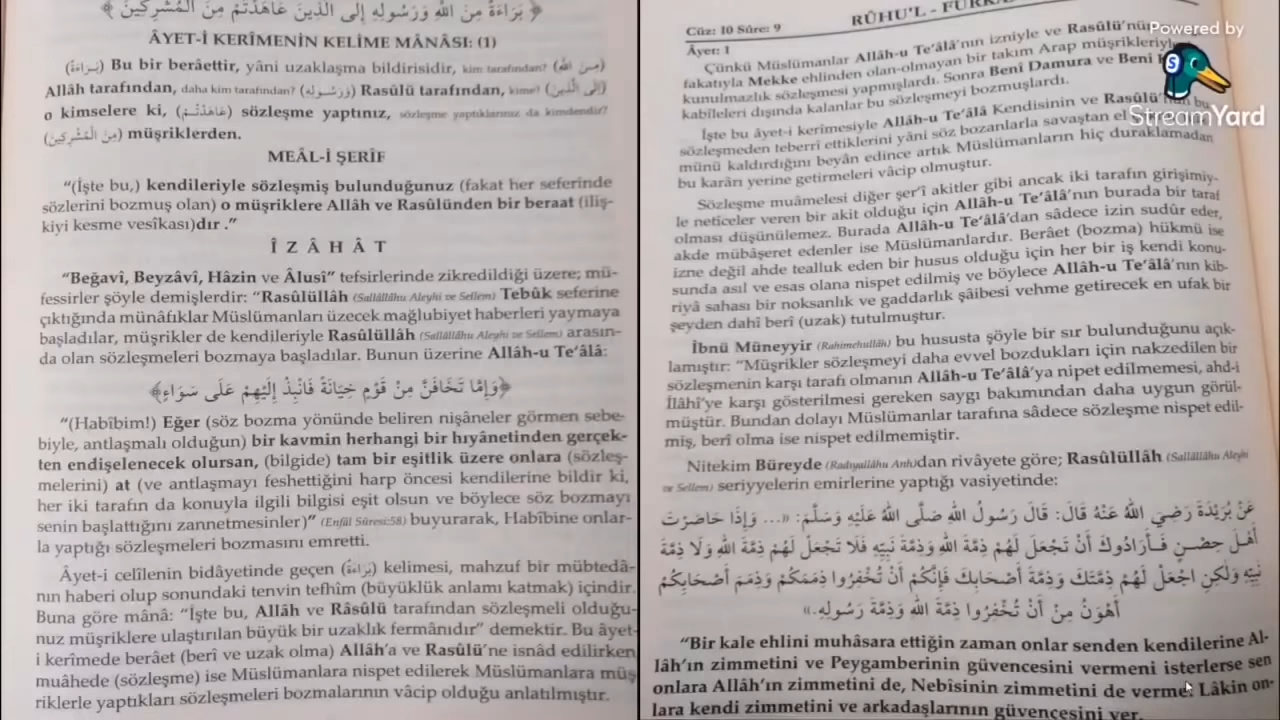 ﴿ بَرَاءَةٌ مِنَ اللهِ وَرَسُولِهِ إِلَى الَّذِينَ عَاهَدْتُمْ مِنَ الْمُشْرِكِينَ ﴾
ÂYET-İ KERÎMENİN KELİME MÂNÂSI: (1)
(بَرَاءَةٌ) Bu bir berâettir, yâni uzaklaşma bildirisidir, kim tarafından? (مِنَ اللهِ)
Allâh tarafından, daha kim tarafından? (وَرَسُولِهِ) Rasûlü tarafından, kime? (إِلَى الَّذِينَ)
o kimselere ki, (عَاهَدْتُمْ) sözleşme yaptınız, sözleşme yaptıklarınız da kimdendir?
(مِنَ الْمُشْرِكِينَ) müşriklerden.
MEÂL-İ ŞERÎF
“(İşte bu,) kendileriyle sözleşmiş bulunduğunuz (fakat her seferinde
sözlerini bozmuş olan) o müşriklere Allâh ve Rasûlünden bir beraat (iliş-
kiyi kesme vesîkası)dır.”
ÎZÂHAT
“Beğavî, Beyzâvî, Hâzin ve Âlusî” tefsirlerinde zikredildiği üzere; mü-
fessirler şöyle demişlerdir: “Rasûlüllâh (Sallâllâhu Aleyhi ve Sellem) Tebûk seferine
çıktığında münâfıklar Müslümanları üzecek mağlubiyet haberleri yaymaya
başladılar, müşrikler de kendileriyle Rasûlüllâh (Sallâllâhu Aleyhi ve Sellem) arasın-
da olan sözleşmeleri bozmaya başladılar. Bunun üzerine Allâh-u Te‘âlâ:
﴿وَإِمَّا تَخَافَنَّ مِنْ قَوْمٍ خِيَانَةً فَانْبِذْ إِلَيْهِمْ عَلَى سَوَاءٍ﴾
“(Habîbim!) Eğer (söz bozma yönünde beliren nişâneler görmen sebe-
biyle, antlaşmalı olduğun) bir kavmin herhangi bir hıyânetinden gerçek-
ten endişelenecek olursan, (bilgide) tam bir eşitlik üzere onlara (sözleş-
melerini) at (ve antlaşmayı feshettiğini harp öncesi kendilerine bildir ki,
her iki tarafın da konuyla ilgili bilgisi eşit olsun ve böylece söz bozmayı
senin başlattığını zannetmesinler)” (Enfâl Sûresi:58) buyurarak, Habîbine onlar-
la yaptığı sözleşmeleri bozmasını emretti.
Âyet-i celîlenin bidâyetinde geçen (بَرَاءَةٌ) kelimesi, mahzuf bir mübtedâ-
nın haberi olup sonundaki tenvin tefhîm (büyüklük anlamı katmak) içindir.
Buna göre mânâ: “İşte bu, Allâh ve Râsûlü tarafından sözleşmeli olduğu-
nuz müşriklere ulaştırılan büyük bir uzaklık fermânıdır” demektir. Bu âyet-
i kerîmede berâet (berî ve uzak olma) Allâh’a ve Rasûlü’ne isnâd edilirken,
muâhede (sözleşme) ise Müslümanlara nispet edilerek Müslümanlara müş-
riklerle yaptıkları sözleşmeleri bozmalarının vâcip olduğu anlatılmıştır.
Cüz: 10 Sûre: 9
RÛHU'L - FURKÂ
Âyet: 1
Çünkü Müslümanlar Allâh-u Te‘âlâ’nın izniyle ve Rasûlü’nün
fakatıyla Mekke ehlinden olan-olmayan bir takım Arap müşrikleriyle
kunulmazlık sözleşmesi yapmışlardı. Sonra Benî Damura ve Benî K
kabîleleri dışında kalanlar bu sözleşmeyi bozmuşlardı.
İşte bu âyet-i kerîmesiyle Allâh-u Te‘âlâ Kendisinin ve Rasûlü’nün bu
sözleşmeden teberrî ettiklerini yâni söz bozanlarla savaştan el
münü kaldırdığını beyân edince artık Müslümanların hiç duraklamadan
bu karârı yerine getirmeleri vâcip olmuştur.
Sözleşme muâmelesi diğer şer‘î akitler gibi ancak iki tarafın girişimiy-
le neticeler veren bir akit olduğu için Allâh-u Te‘âlâ’nın burada bir taraf
olması düşünülemez. Burada Allâh-u Te‘âlâ’dan sâdece izin sudûr eder,
akde mübâşeret edenler ise Müslümanlardır. Berâet (bozma) hükmü ise
izne değil ahde tealluk eden bir husus olduğu için her bir iş kendi konu-
sunda asıl ve esas olana nispet edilmiş ve böylece Allâh-u Te‘âlâ’nın kib-
riyâ sahası bir noksanlık ve gaddarlık şâibesi vehme getirecek en ufak bir
şeyden dahî berî (uzak) tutulmuştur.
İbnü Müneyyir (Rahimehullâh) bu hususta şöyle bir sır bulunduğunu açık-
lamıştır: “Müşrikler sözleşmeyi daha evvel bozdukları için nakzedilen bir
sözleşmenin karşı tarafı olmanın Allâh-u Te‘âlâ’ya nipet edilmemesi, ahd-i
İlâhî’ye karşı gösterilmesi gereken saygı bakımından daha uygun görül-
müştür. Bundan dolayı Müslümanlar tarafına sâdece sözleşme nispet edil-
miş, berî olma ise nispet edilmemiştir.
Nitekim Büreyde (Radıyallâhu Anh)dan rivâyete göre; Rasûlüllâh (Sallâllâhu Aleyhi
ve Sellem) seriyyelerin emirlerine yaptığı vasiyetinde:
عَنْ بُرَيْدَةَ رَضِيَ اللهُ عَنْهُ قَالَ: قَالَ رَسُولُ اللهِ صَلَّى اللهُ عَلَيْهِ وَسَلَّمَ: «... وَإِذَا حَاصَرْتَ
أَهْلَ حِصْنٍ فَأَرَادُوكَ أَنْ تَجْعَلَ لَهُمْ ذِمَّةَ اللهِ وَذِمَّةَ نَبِيِّهِ فَلَا تَجْعَلْ لَهُمْ ذِمَّةَ اللهِ وَلَا ذِمَّةَ
نَبِيِّهِ وَلَكِنِ اجْعَلْ لَهُمْ ذِمَّتَكَ وَذِمَّةَ أَصْحَابِكَ فَإِنَّكُمْ أَنْ تُخْفِرُوا ذِمَمَكُمْ وَذِمَمَ أَصْحَابِكُمْ
أَهْوَنُ مِنْ أَنْ تُخْفِرُوا ذِمَّةَ اللهِ وَذِمَّةَ رَسُولِهِ.»
“Bir kale ehlini muhâsara ettiğin zaman onlar senden kendilerine Al-
lâh’ın zimmetini ve Peygamberinin güvencesini vermeni isterlerse sen
onlara Allâh’ın zimmetini de, Nebîsinin zimmetini de verme. Lâkin on-
lara kendi zimmetini ve arkadaşlarının güvencesini ver.
Powered by
StreamYard